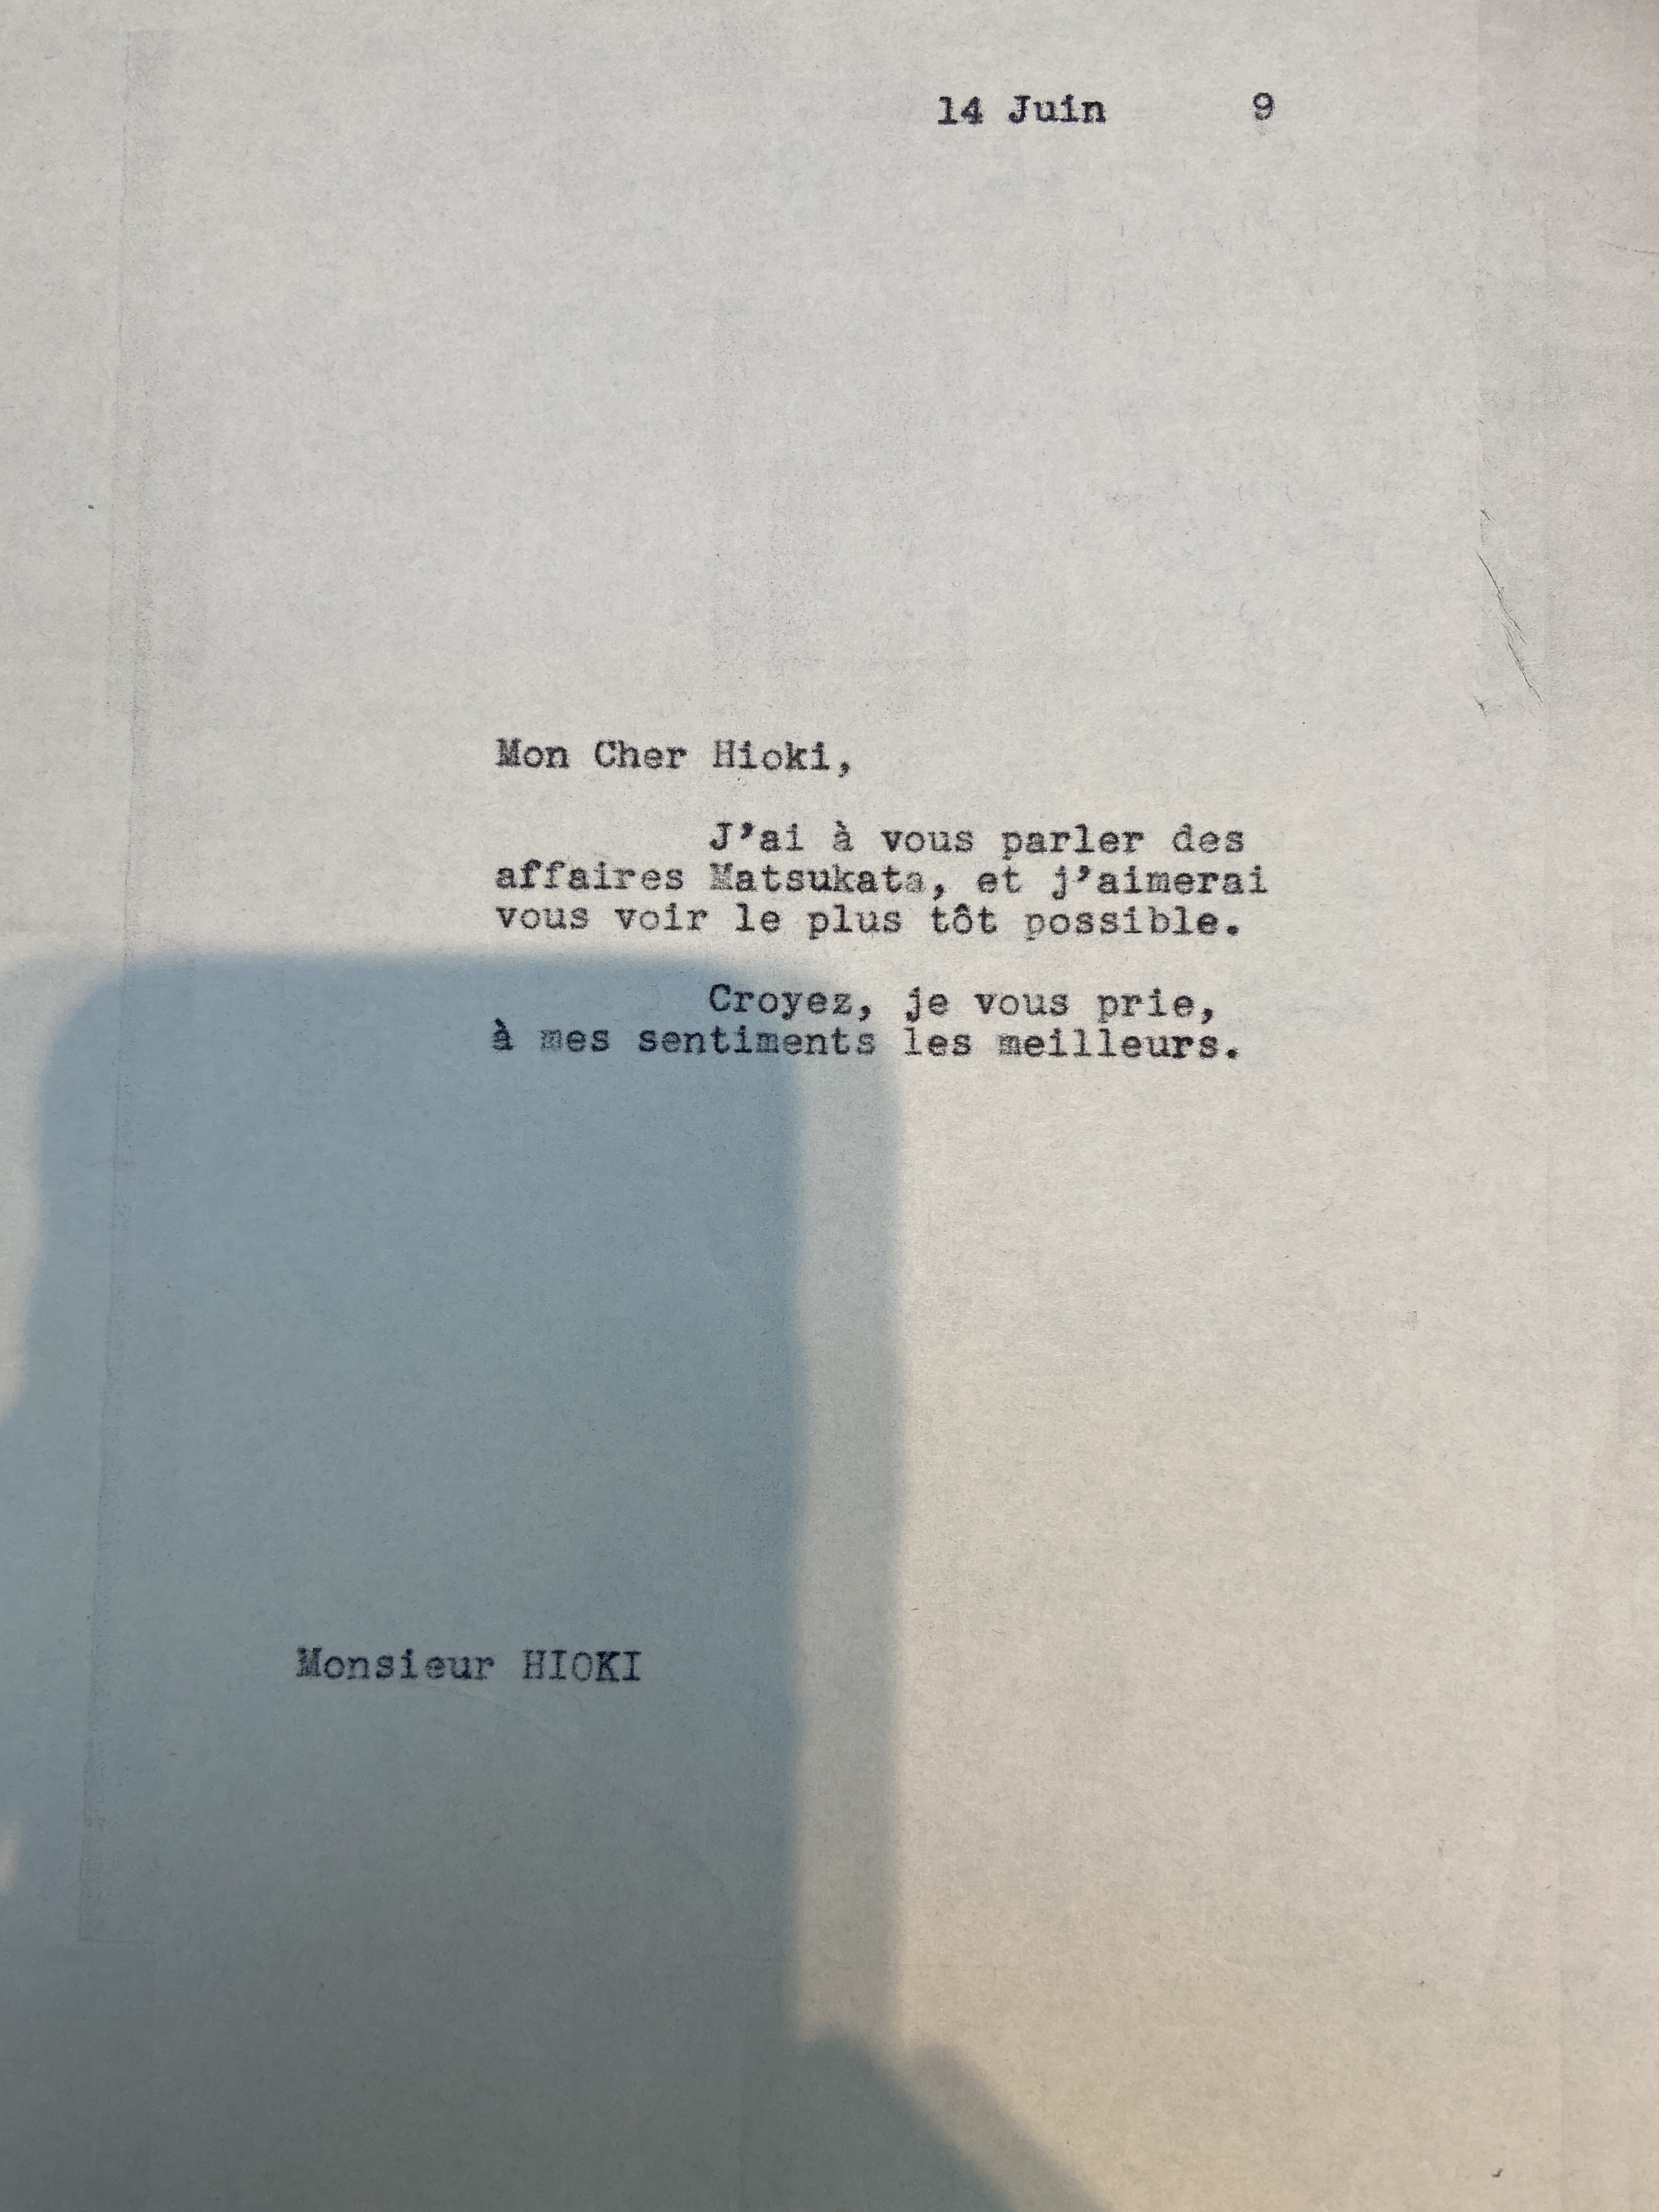 14 Juin 9
Mon Cher Hioki,
J'ai à vous parler des
affaires Matsukata, et j'aimerai
vous voir le plus tôt possible.
Croyez, je vous prie,
à mes sentiments les meilleurs.
Monsieur HIOKI